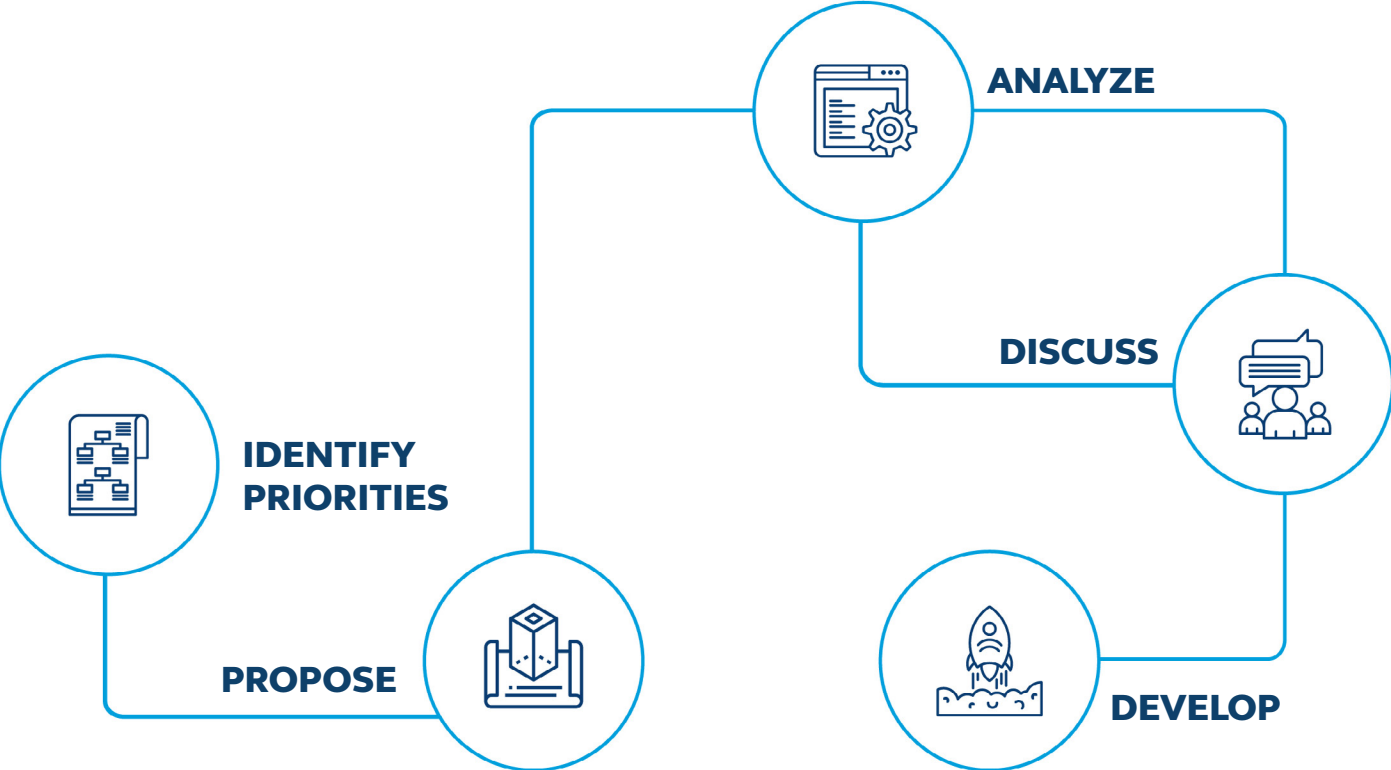 IDENTIFY
PRIORITIES
PROPOSE
ANALYZE
DISCUSS
DEVELOP